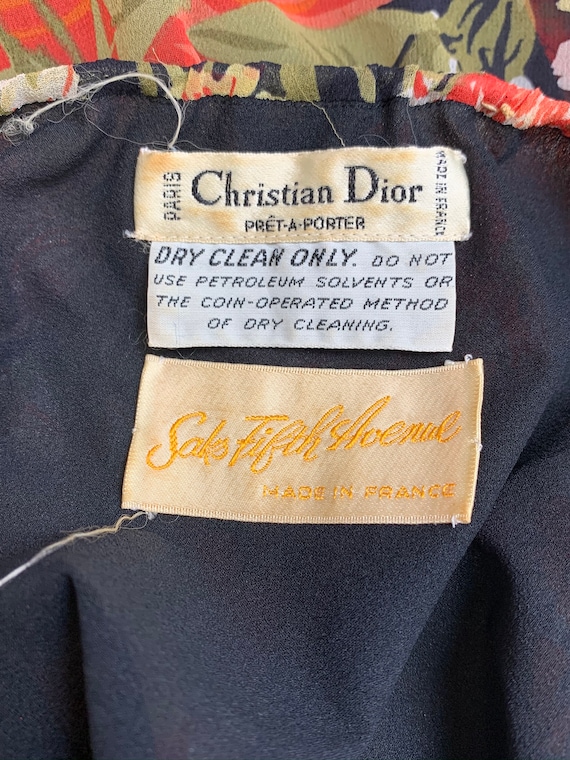 PARIS
Christian Dior
PRÊT-A-PORTER
MADE IN FRANCE
DRY CLEAN ONLY. DO NOT
USE PETROLEUM SOLVENTS OR
THE COIN-OPERATED METHOD
OF DRY CLEANING.
Saks Fifth Avenue
MADE IN FRANCE